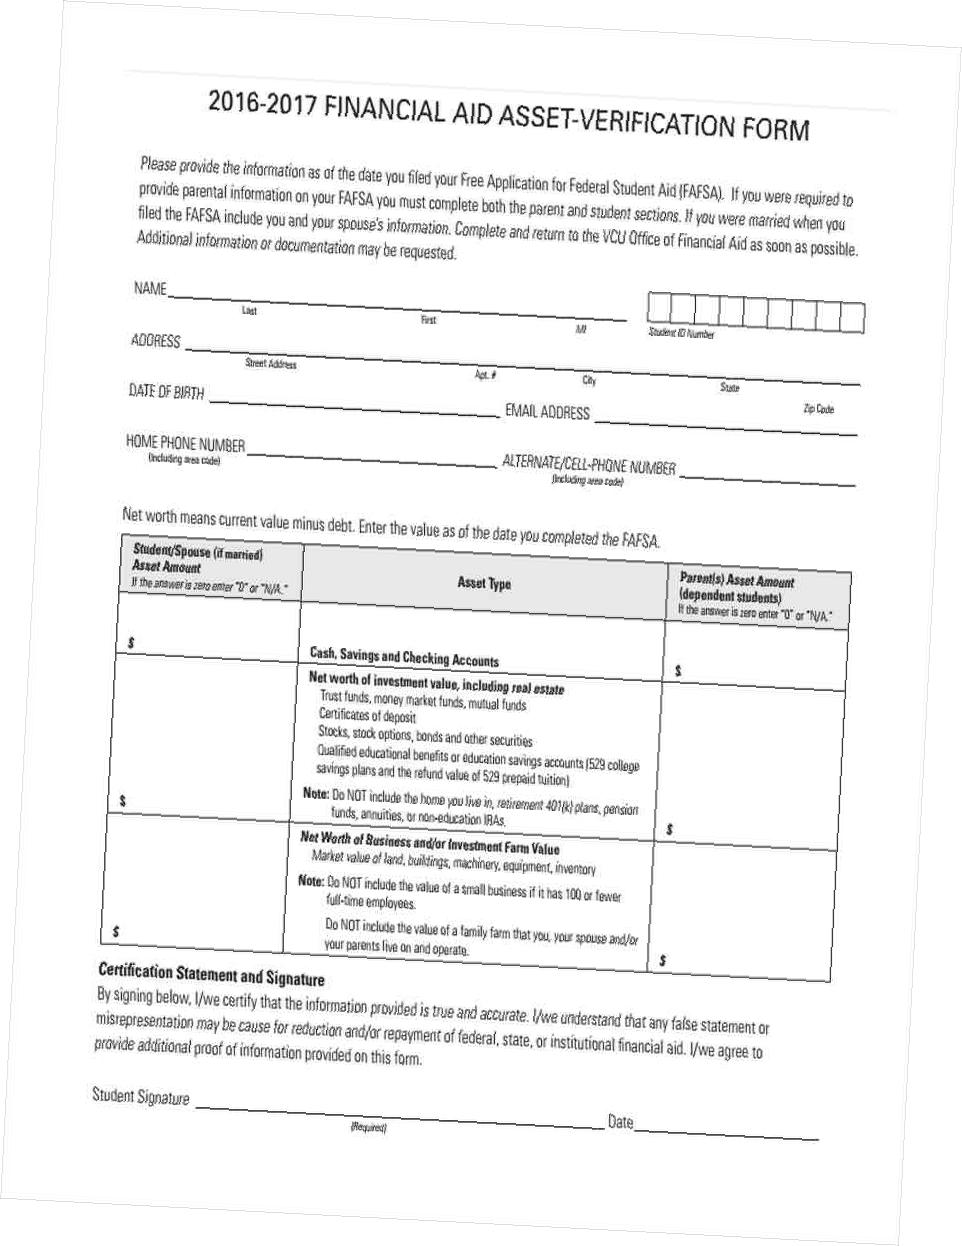 2016-2017 FINANCIAL AID ASSET-VERIFICATION FORM
Please provide the information as of the date you filed your Free Application for Federal Student Aid (FAFSA). If you were required to
provide parental information on your FAFSA you must complete both the parent and student sections. If you were married when you
filed the FAFSA include you and your spouse's information. Complete and return to the VCU Office of Financial Aid as soon as possible.
Additional information or documentation may be requested.
NAME
Last First MI
Student ID Number
ADDRESS
Street Address Apt. # City State Zip Code
DATE OF BIRTH EMAIL ADDRESS
HOME PHONE NUMBER ALTERNATE/CELL-PHONE NUMBER
(Including area code) (Including area code)
Net worth means current value minus debt. Enter the value as of the date you completed the FAFSA.
Student/Spouse (if married)
Asset Amount
If the answer is zero enter "0" or "N/A."
Asset Type
Parent(s) Asset Amount
(dependent students)
If the answer is zero enter "0" or "N/A."
$
Cash, Savings and Checking Accounts
$
Net worth of investment value, including real estate
Trust funds, money market funds, mutual funds
Certificates of deposit
Stocks, stock options, bonds and other securities
Qualified educational benefits or education savings accounts (529 college
savings plans and the refund value of 529 prepaid tuition)
Note: Do NOT include the home you live in, retirement 401(k) plans, pension
funds, annuities, or non-education IRAs.
$
$
Net Worth of Business and/or Investment Farm Value
Market value of land, buildings, machinery, equipment, inventory
Note: Do NOT include the value of a small business if it has 100 or fewer
full-time employees.
Do NOT include the value of a family farm that you, your spouse and/or
your parents live on and operate.
$
$
Certification Statement and Signature
By signing below, I/we certify that the information provided is true and accurate. I/we understand that any false statement or
misrepresentation may be cause for reduction and/or repayment of federal, state, or institutional financial aid. I/we agree to
provide additional proof of information provided on this form.
Student Signature Date
(Required)